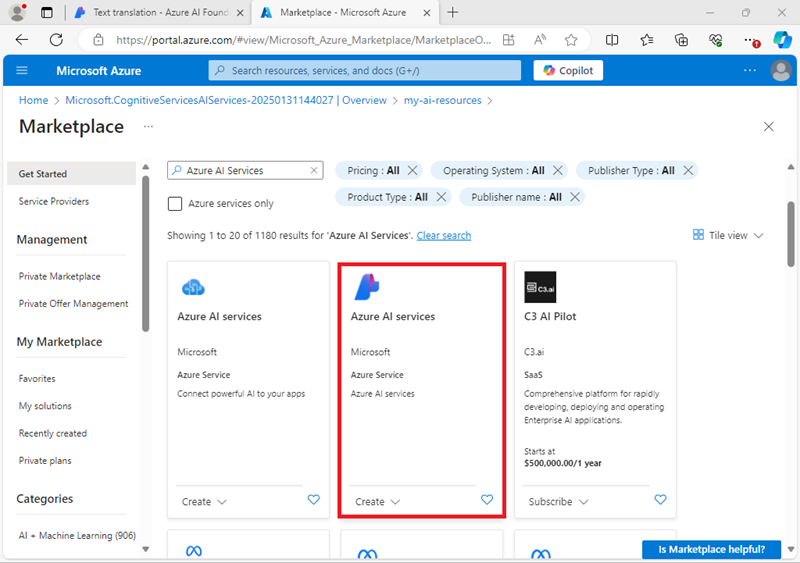 Text translation - Azure AI Found
Marketplace - Microsoft Azure
https://portal.azure.com/#view/Microsoft_Azure_Marketplace/MarketplaceO...
Microsoft Azure
Search resources, services, and docs (G+/)
Copilot
Home > Microsoft.CognitiveServicesAIServices-20250131144027 | Overview > my-ai-resources >
Marketplace ...
Get Started
Service Providers
Management
Private Marketplace
Private Offer Management
My Marketplace
Favorites
My solutions
Recently created
Private plans
Categories
AI + Machine Learning (906)
Azure AI Services
Pricing : All
Operating System : All
Publisher Type : All
Azure services only
Product Type : All
Publisher name : All
Showing 1 to 20 of 1180 results for 'Azure AI Services'. Clear search
Tile view
Azure AI services
Microsoft
Azure Service
Connect powerful AI to your apps
Create
Azure AI services
Microsoft
Azure Service
Azure AI services
Create
C3.ai
C3 AI Pilot
C3.ai
SaaS
Comprehensive platform for rapidly
developing, deploying and operating
Enterprise AI applications.
Starts at
$500,000.00/1 year
Subscribe
Is Marketplace helpful?